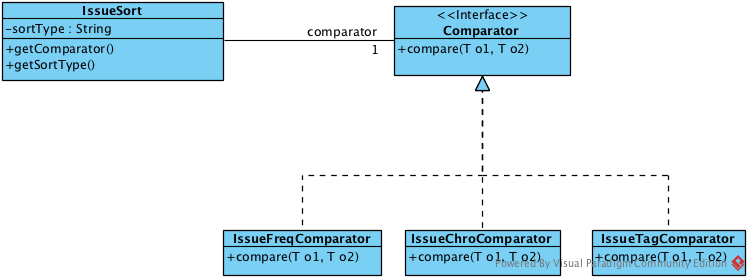 IssueSort
-sortType : String
+getComparator()
+getSortType()
comparator
1
<<Interface>>
Comparator
+compare(T o1, T o2)
IssueFreqComparator
+compare(T o1, T o2)
IssueChroComparator
+compare(T o1, T o2)
IssueTagComparator
+compare(T o1, T o2)
Powered By Visual Paradigm Community Edition